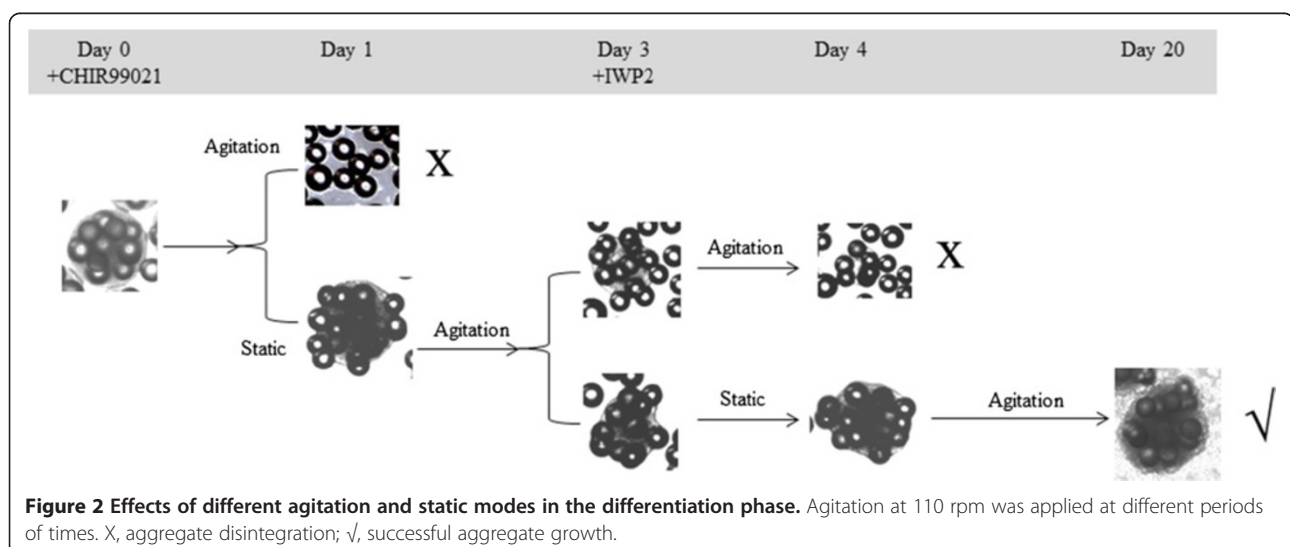 Day 0 Day 1 Day 3 Day 4 Day 20
+CHIR99021 +IWP2
Agitation
X
Agitation
X
Static
Agitation
Static
Agitation
√
Figure 2 Effects of different agitation and static modes in the differentiation phase. Agitation at 110 rpm was applied at different periods
of times. X, aggregate disintegration; √, successful aggregate growth.